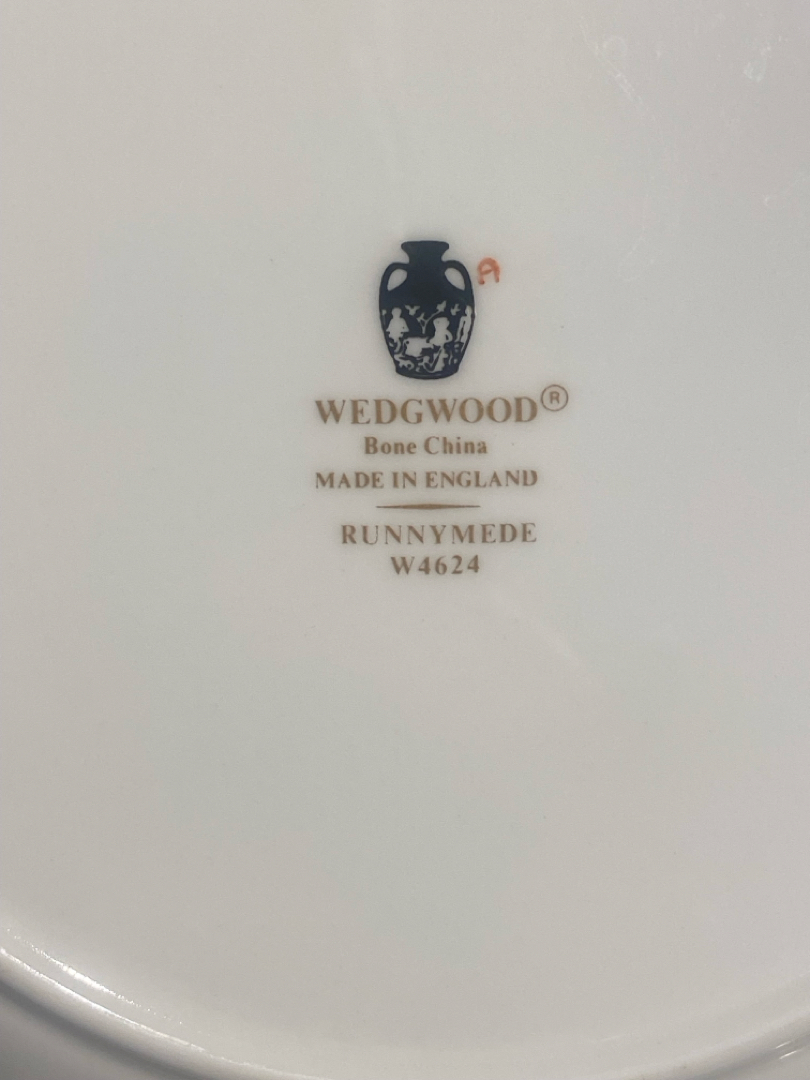 A
WEDGWOOD®
Bone China
MADE IN ENGLAND
RUNNYMEDE
W4624